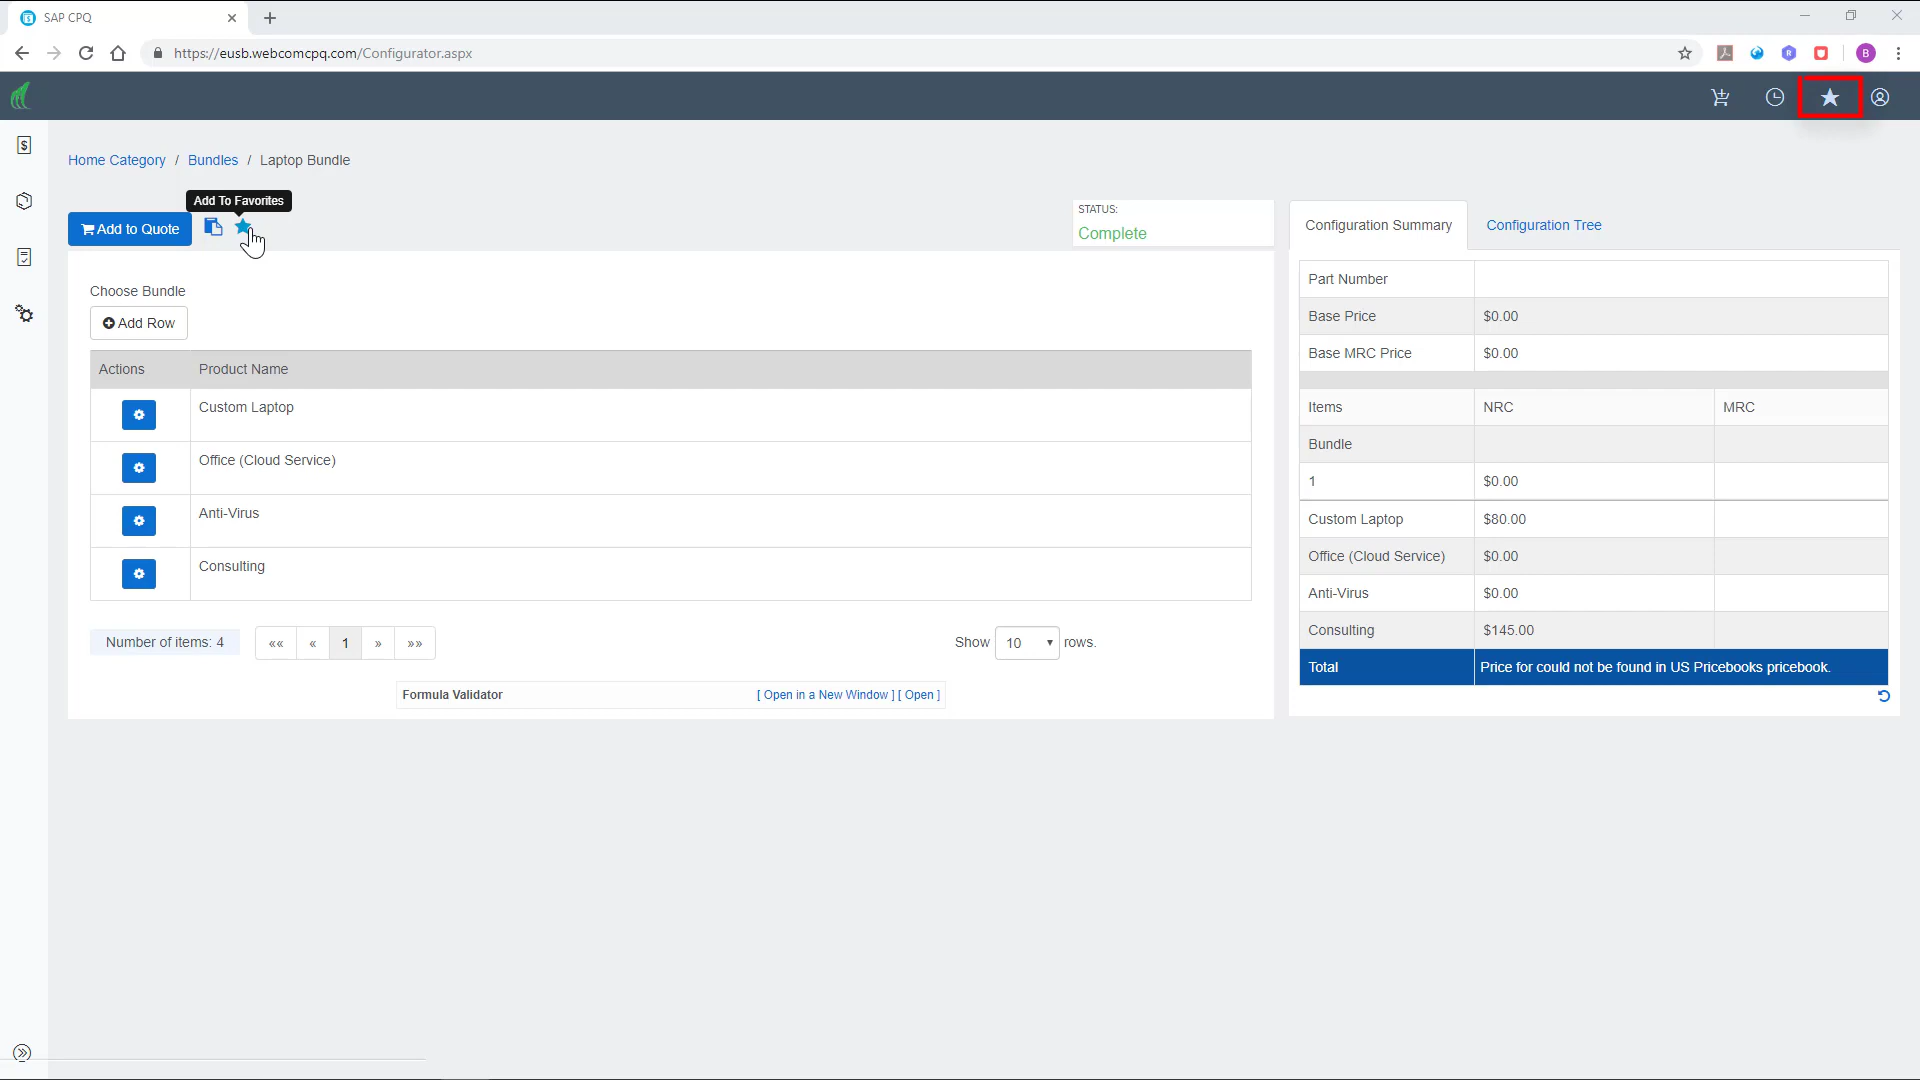 SAP CPQ
https://eusb.webcomcpq.com/Configurator.aspx
B
Home Category / Bundles / Laptop Bundle
Add To Favorites
Add to Quote
STATUS:
Complete
Configuration Summary
Configuration Tree
Choose Bundle
Add Row
Actions Product Name
Custom Laptop
Office (Cloud Service)
Anti-Virus
Consulting
Number of items: 4
«« « 1 » »»
Show 10 rows.
Formula Validator [ Open in a New Window ] [ Open ]
Part Number
Base Price $0.00
Base MRC Price $0.00
Items NRC MRC
Bundle
1 $0.00
Custom Laptop $80.00
Office (Cloud Service) $0.00
Anti-Virus $0.00
Consulting $145.00
Total Price for could not be found in US Pricebooks pricebook.